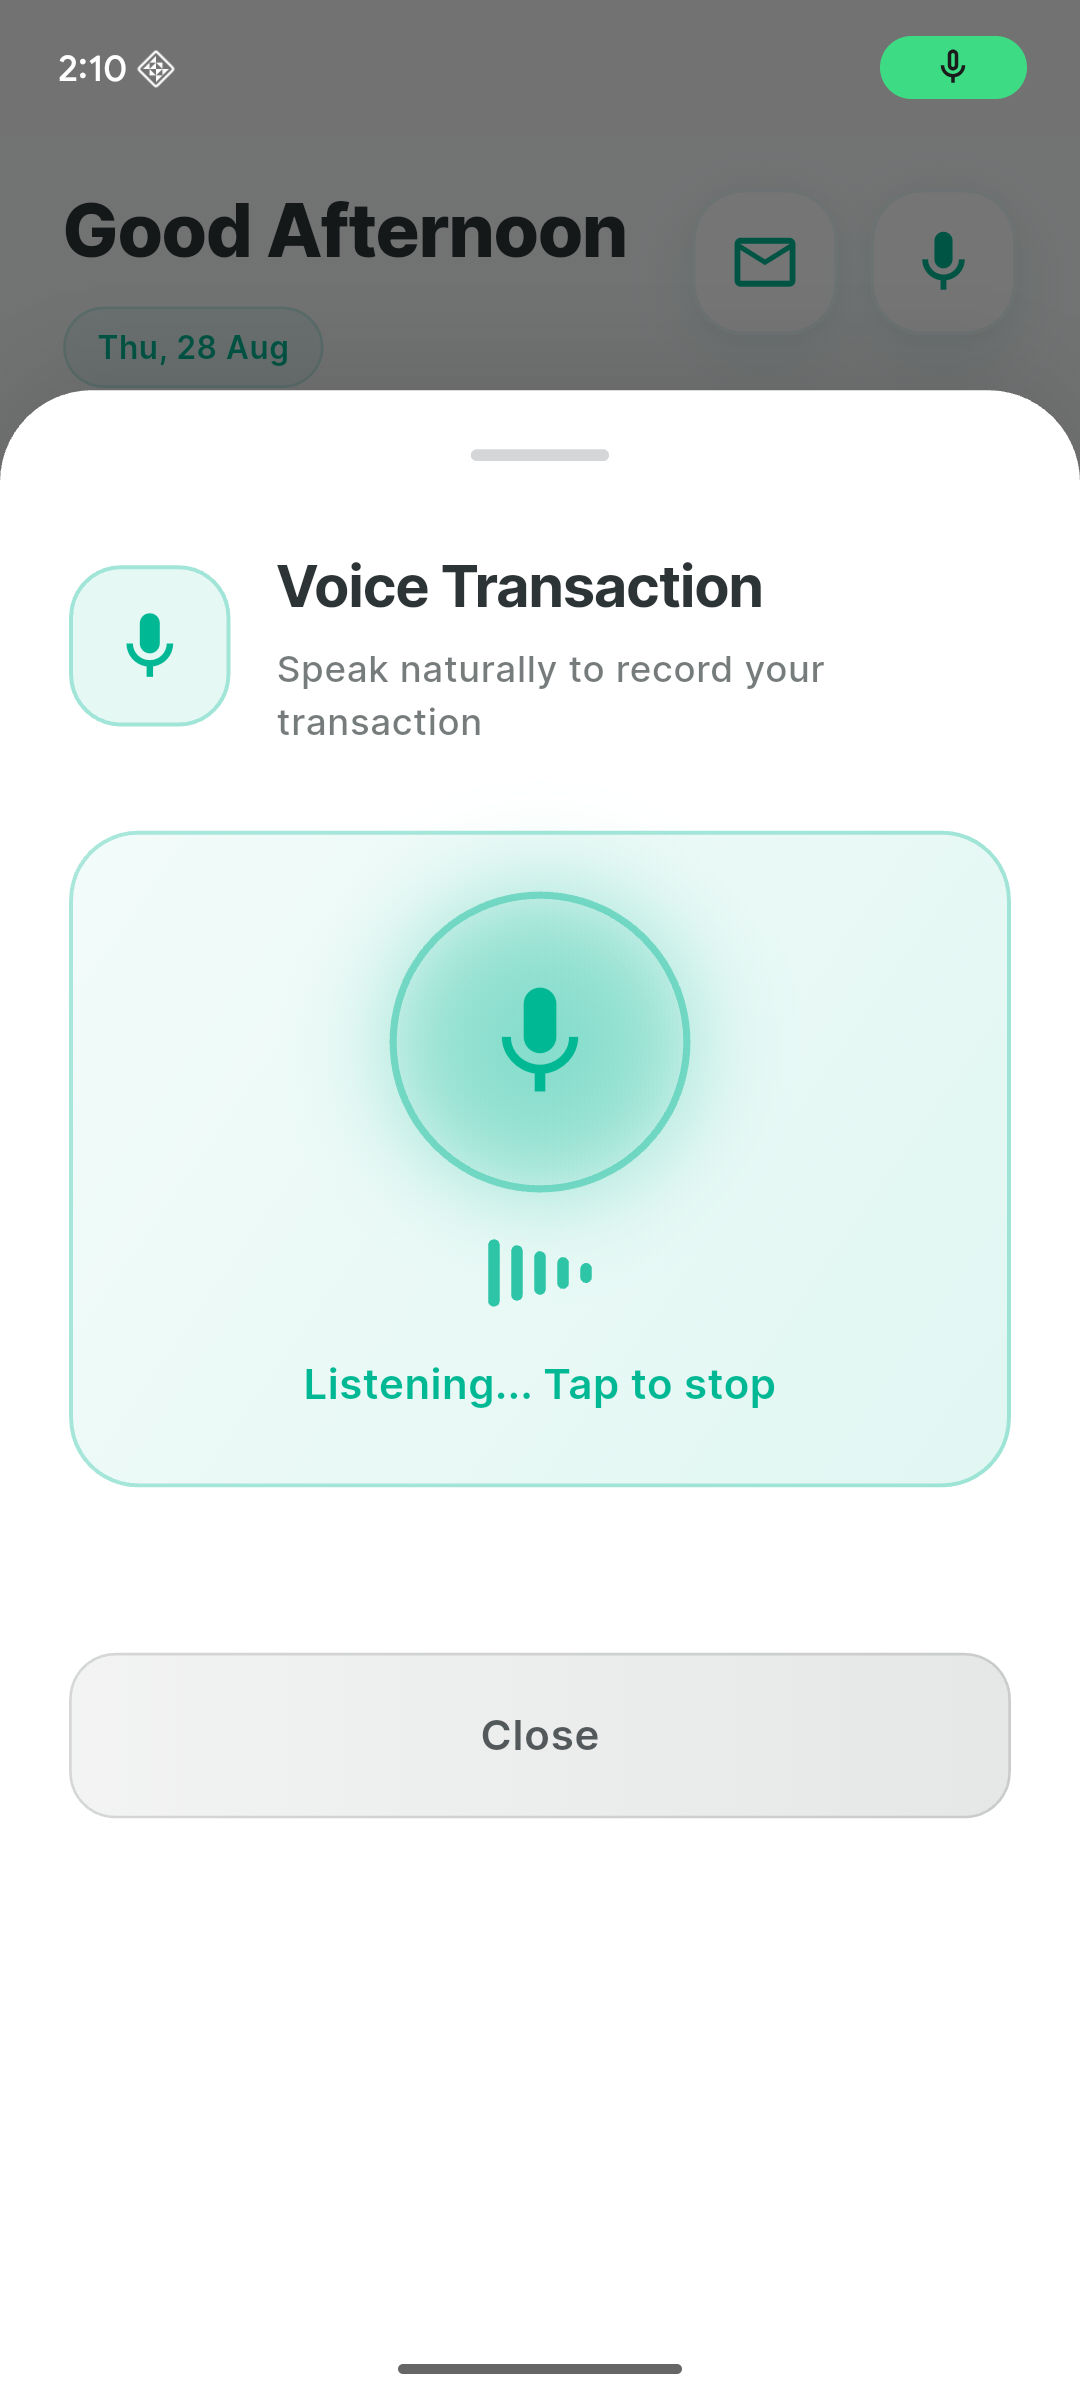 2:10
Good Afternoon
Thu, 28 Aug
Voice Transaction
Speak naturally to record your
transaction
Listening... Tap to stop
Close